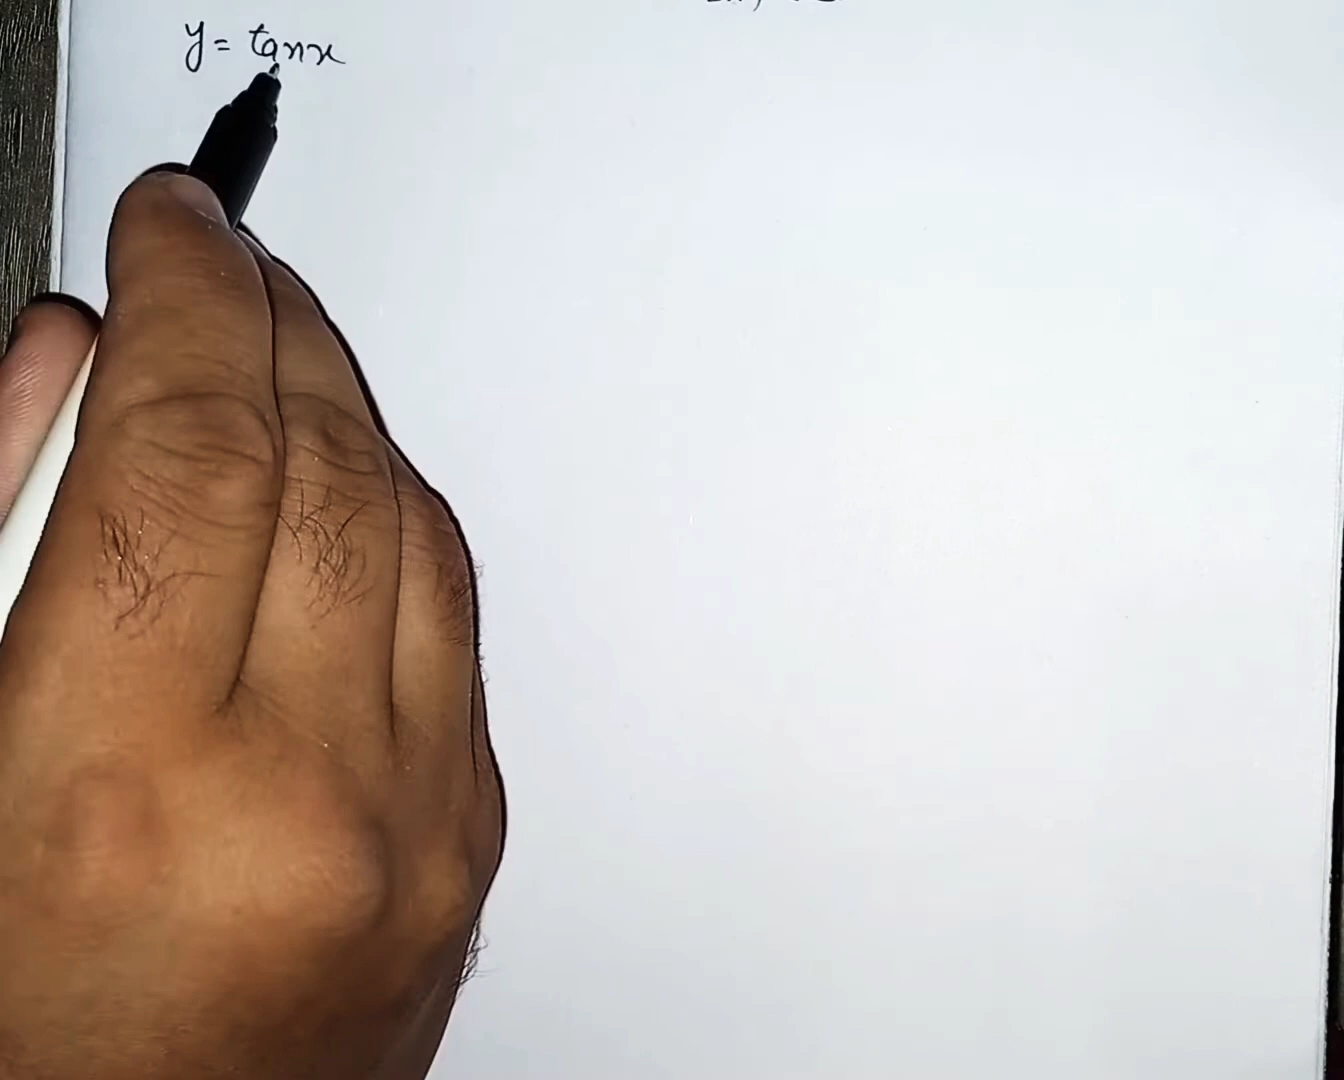 y = tanx